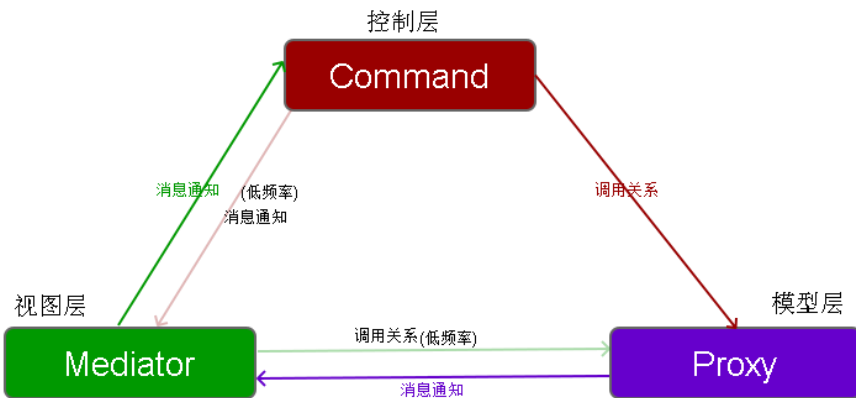 控制层
Command
消息通知
(低频率)
消息通知
调用关系
视图层
模型层
Mediator
调用关系(低频率)
消息通知
Proxy